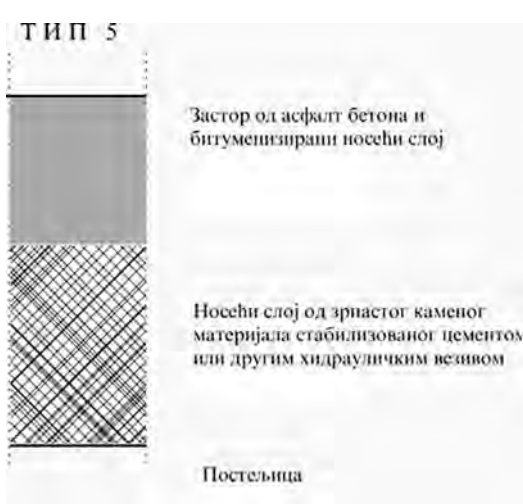 ТИП 5
Застор од асфалт бетона и
битуменизирани носећи слој
Носећи слој од зрнастог каменог
материјала стабилизованог цементом
или другим хидрауличким везивом
Постељица